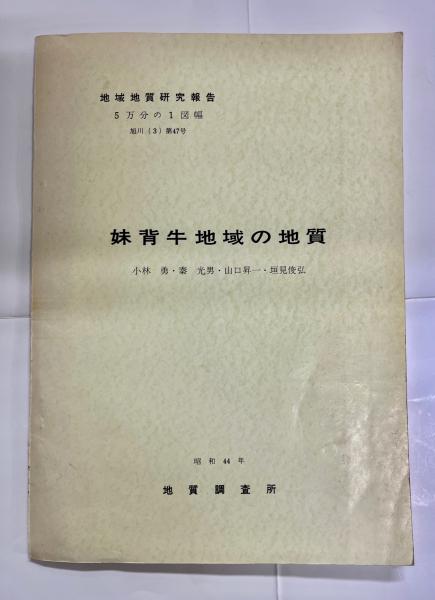 地域地質研究報告
5万分の1図幅
旭川(3)第47号
妹背牛地域の地質
小林 勇・秦 光男・山口昇一・垣見俊弘
昭和44年
地質調査所